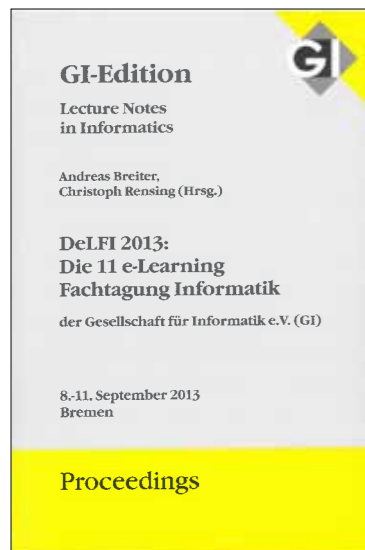 GI
GI-Edition
Lecture Notes
in Informatics
Andreas Breiter,
Christoph Rensing (Hrsg.)
DeLFI 2013:
Die 11 e-Learning
Fachtagung Informatik
der Gesellschaft für Informatik e.V. (GI)
8.-11. September 2013
Bremen
Proceedings